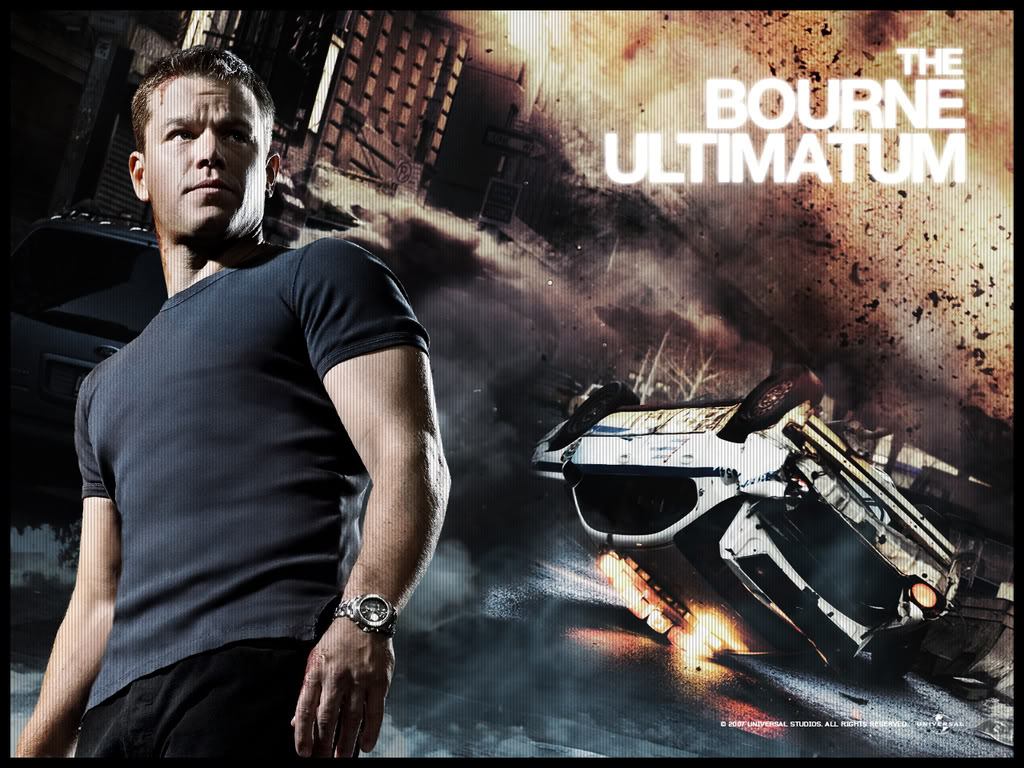 THE
BOURNE
ULTIMATUM
© 2007 UNIVERSAL STUDIOS. ALL RIGHTS RESERVED. UNIVERSAL